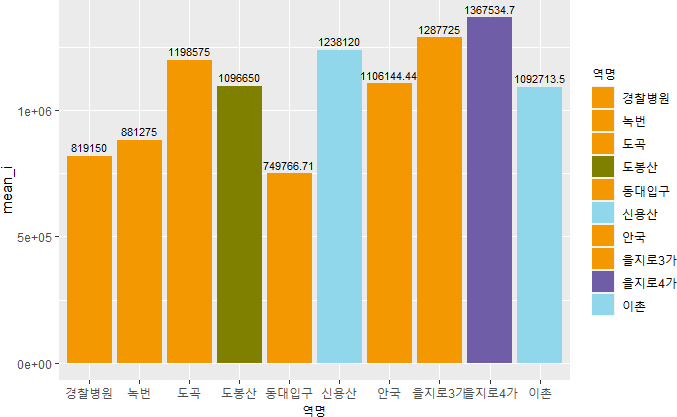 1367534.7
1287725
1238120
1198575
1106144.44
1096650
1092713.5
881275
819150
749766.71
1e+06
5e+05
0e+00
mean_i
경찰병원 녹번 도곡 도봉산 동대입구 신용산 안국 을지로3가 을지로4가 이촌
역명
역명
경찰병원
녹번
도곡
도봉산
동대입구
신용산
안국
을지로3가
을지로4가
이촌